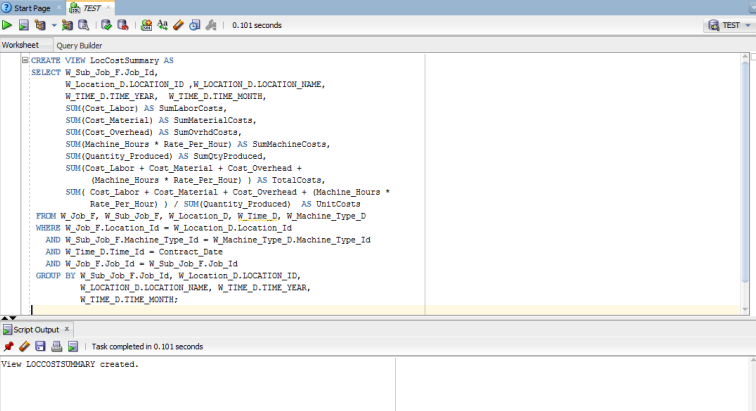 Start Page TEST
0.101 seconds TEST
Worksheet Query Builder
CREATE VIEW LocCostSummary AS
SELECT W_Sub_Job_F.Job_Id,
W_Location_D.LOCATION_ID ,W_LOCATION_D.LOCATION_NAME,
W_TIME_D.TIME_YEAR, W_TIME_D.TIME_MONTH,
SUM(Cost_Labor) AS SumLaborCosts,
SUM(Cost_Material) AS SumMaterialCosts,
SUM(Cost_Overhead) AS SumOvrhdCosts,
SUM(Machine_Hours * Rate_Per_Hour) AS SumMachineCosts,
SUM(Quantity_Produced) AS SumQtyProduced,
SUM(Cost_Labor + Cost_Material + Cost_Overhead +
(Machine_Hours * Rate_Per_Hour) ) AS TotalCosts,
SUM( Cost_Labor + Cost_Material + Cost_Overhead + (Machine_Hours *
Rate_Per_Hour) ) / SUM(Quantity_Produced) AS UnitCosts
FROM W_Job_F, W_Sub_Job_F, W_Location_D, W_Time_D, W_Machine_Type_D
WHERE W_Job_F.Location_Id = W_Location_D.Location_Id
AND W_Sub_Job_F.Machine_Type_Id = W_Machine_Type_D.Machine_Type_Id
AND W_Time_D.Time_Id = Contract_Date
AND W_Job_F.Job_Id = W_Sub_Job_F.Job_Id
GROUP BY W_Sub_Job_F.Job_Id, W_Location_D.LOCATION_ID,
W_LOCATION_D.LOCATION_NAME, W_TIME_D.TIME_YEAR,
W_TIME_D.TIME_MONTH;
Script Output x
Task completed in 0.101 seconds
View LOCCOSTSUMMARY created.